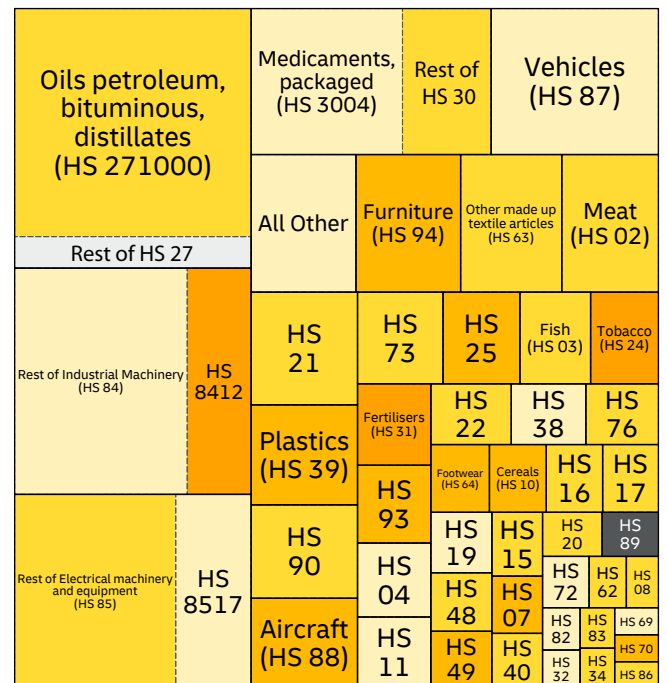 Oils petroleum,
bituminous,
distillates
(HS 271000)
Rest of HS 27
Medicaments,
packaged
(HS 3004)
Rest of
HS 30
Vehicles
(HS 87)
All Other
Furniture
(HS 94)
Other made up
textile articles
(HS 63)
Meat
(HS 02)
Rest of Industrial Machinery
(HS 84)
HS
8412
Rest of Electrical machinery
and equipment
(HS 85)
HS
8517
HS
21
Plastics
(HS 39)
HS
90
Aircraft
(HS 88)
HS
73
HS
25
Fish
(HS 03)
Tobacco
(HS 24)
Fertilisers
(HS 31)
HS
93
HS
04
HS
11
HS
22
HS
38
HS
76
Footwear
(HS 64)
Cereals
(HS 10)
HS
16
HS
17
HS
19
HS
48
HS
49
HS
15
HS
07
HS
40
HS
20
HS
89
HS
72
HS
62
HS
08
HS
82
HS
32
HS
83
HS
34
HS 69
HS 70
HS 86